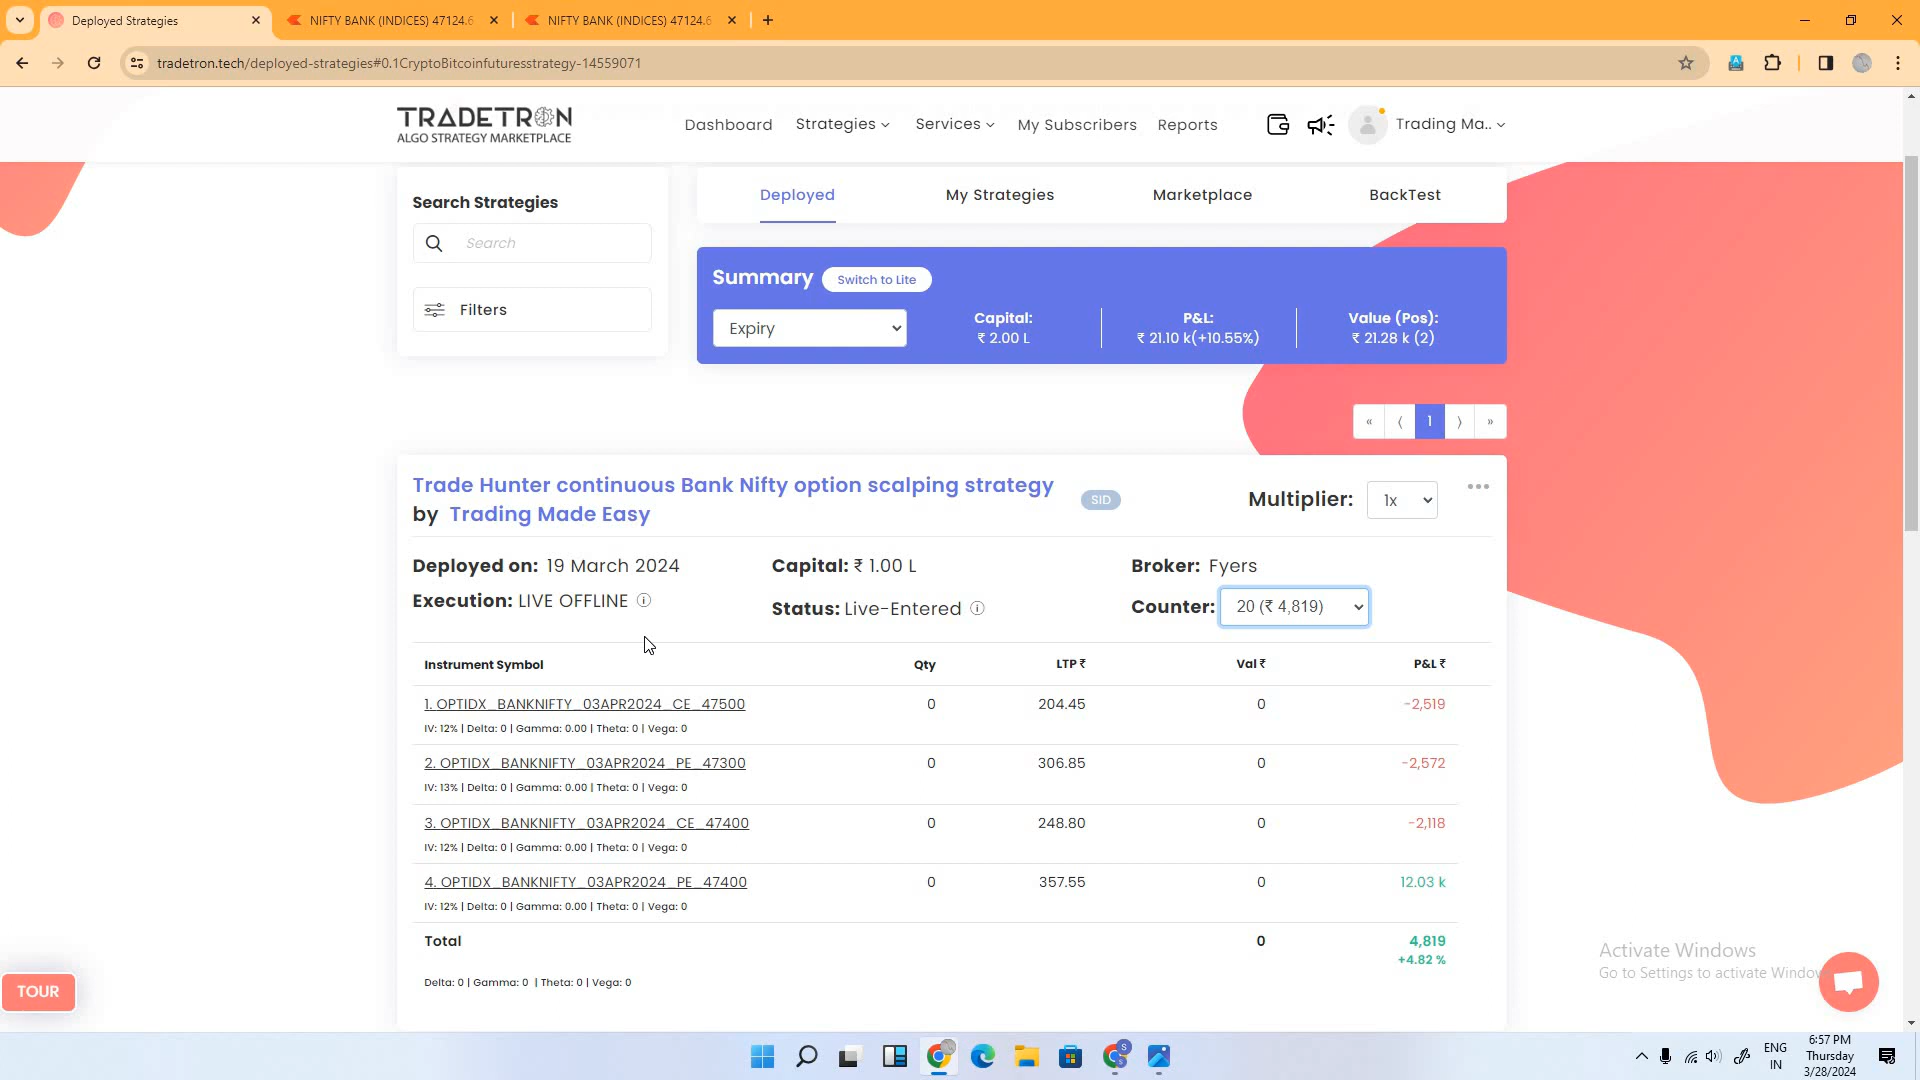 Deployed Strategies
NIFTY BANK (INDICES) 47124.6
NIFTY BANK (INDICES) 47124.6
tradetron.tech/deployed-strategies#0.1CryptoBitcoinfuturesstrategy-14559071
TRADETRON
ALGO STRATEGY MARKETPLACE
Dashboard
Strategies
Services
My Subscribers
Reports
Trading Ma..
Search Strategies
Search
Filters
Deployed
My Strategies
Marketplace
BackTest
Summary
Switch to Lite
Expiry
Capital:
₹ 2.00 L
P&L:
₹ 21.10 k(+10.55%)
Value (Pos):
₹ 21.28 k (2)
« ⟨ 1 ⟩ »
Trade Hunter continuous Bank Nifty option scalping strategy
by Trading Made Easy
SID
Multiplier: 1x
Deployed on: 19 March 2024
Capital: ₹ 1.00 L
Broker: Fyers
Execution: LIVE OFFLINE
Status: Live-Entered
Counter: 20 (₹ 4,819)
Instrument Symbol Qty LTP ₹ Val ₹ P&L ₹
1. OPTIDX_BANKNIFTY_03APR2024_CE_47500 0 204.45 0 -2,519
IV: 12% | Delta: 0 | Gamma: 0.00 | Theta: 0 | Vega: 0
2. OPTIDX_BANKNIFTY_03APR2024_PE_47300 0 306.85 0 -2,572
IV: 13% | Delta: 0 | Gamma: 0.00 | Theta: 0 | Vega: 0
3. OPTIDX_BANKNIFTY_03APR2024_CE_47400 0 248.80 0 -2,118
IV: 12% | Delta: 0 | Gamma: 0.00 | Theta: 0 | Vega: 0
4. OPTIDX_BANKNIFTY_03APR2024_PE_47400 0 357.55 0 12.03 k
IV: 12% | Delta: 0 | Gamma: 0.00 | Theta: 0 | Vega: 0
Total 0 4,819
+4.82 %
Delta: 0 | Gamma: 0 | Theta: 0 | Vega: 0
Activate Windows
Go to Settings to activate Window
TOUR
S
ENG
IN
6:57 PM
Thursday
3/28/2024